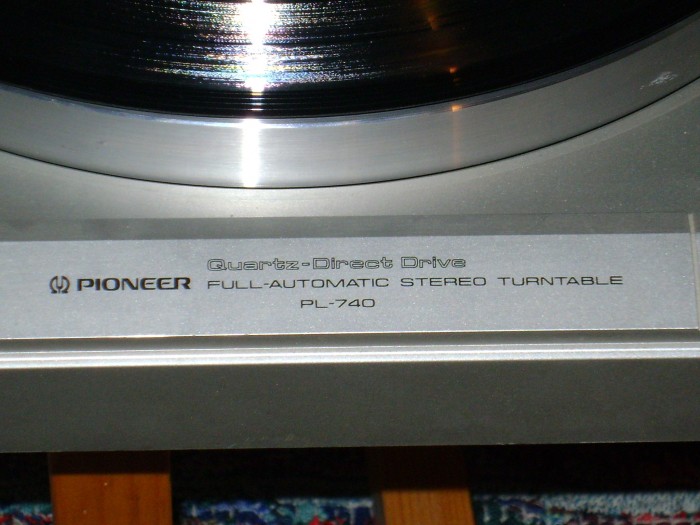 Quartz-Direct Drive
PIONEER FULL-AUTOMATIC STEREO TURNTABLE
PL-740